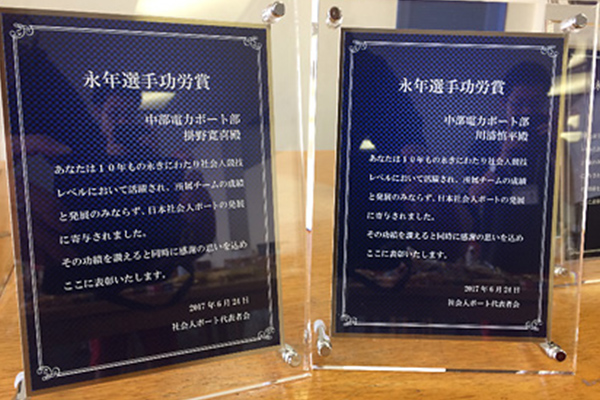 永年選手功労賞
中部電力ボート部
掛野寛喜殿
あなたは10年もの永きにわたり社会人競技
レベルにおいて活躍され、所属チームの成績
と発展のみならず、日本社会人ボートの発展
に寄与されました。
その功績を讃えると同時に感謝の思いを込め
ここに表彰いたします。
2017年6月24日
社会人ボート代表者会
永年選手功労賞
中部電力ボート部
川浦慎平殿
あなたは10年もの永きにわたり社会人競技
レベルにおいて活躍され、所属チームの成績
と発展のみならず、日本社会人ボートの発展
に寄与されました。
その功績を讃えると同時に感謝の思いを込め
ここに表彰いたします。
2017年6月24日
社会人ボート代表者会